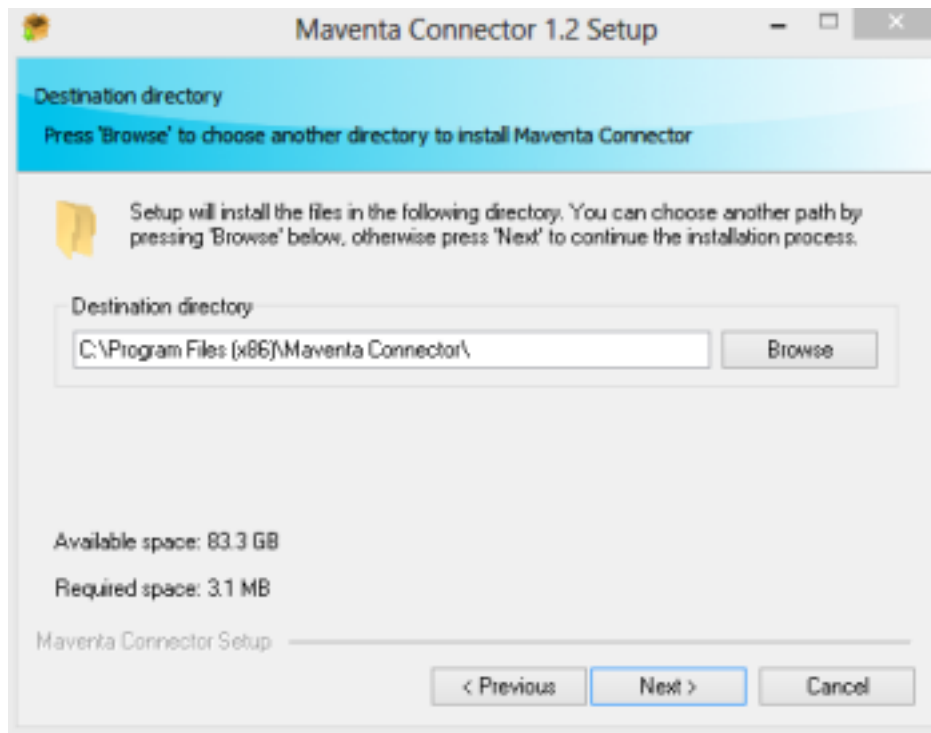 Maventa Connector 1.2 Setup
Destination directory
Press 'Browse' to choose another directory to install Maventa Connector
Setup will install the files in the following directory. You can choose another path by
pressing 'Browse' below, otherwise press 'Next' to continue the installation process.
Destination directory
C:\Program Files (x86)\Maventa Connector\
Browse
Available space: 83.3 GB
Required space: 3.1 MB
Maventa Connector Setup
< Previous
Next >
Cancel